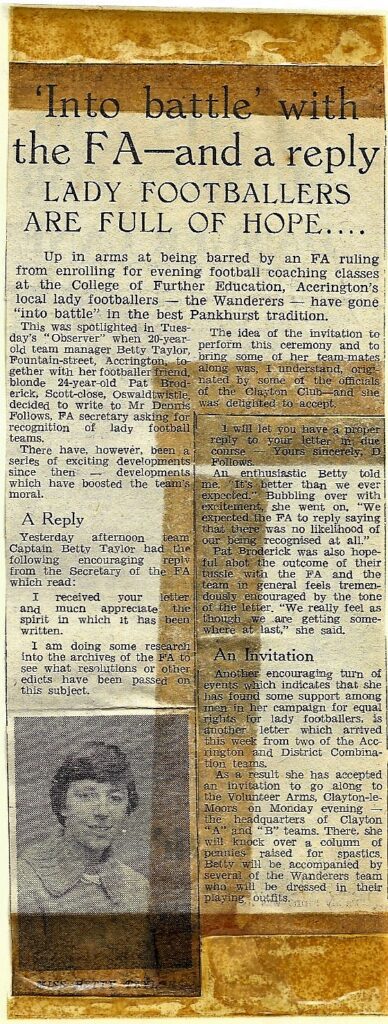 'Into battle' with
the FA—and a reply
LADY FOOTBALLERS
ARE FULL OF HOPE....
Up in arms at being barred by an FA ruling
from enrolling for evening football coaching classes
at the College of Further Education, Accrington's
local lady footballers — the Wanderers — have gone
"into battle" in the best Pankhurst tradition.
This was spotlighted in Tues-
day's "Observer" when 20-year-
old team manager Betty Taylor,
Fountain-street, Accrington, to-
gether with her footballer friend,
blonde 24-year-old Pat Brod-
erick, Scott-close, Oswaldtwistle,
decided to write to Mr Dennis
Follows, FA secretary asking for
recognition of lady football
teams.
There have, however, been a
series of exciting developments
since then — developments
which have boosted the team's
moral.
A Reply
Yesterday afternoon team
Captain Betty Taylor had the
following encouraging reply
from the Secretary of the FA
which read:
I received your letter
and much appreciate the
spirit in which it has been
written.
I am doing some research
into the archives of the FA to
see what resolutions or other
edicts have been passed on
this subject.
MISS BETTY TAYLOR
The idea of the invitation to
perform this ceremony and to
bring some of her team-mates
along was, I understand, orig-
inated by some of the officials
of the Clayton Club—and she
was delighted to accept.
I will let you have a proper
reply to your letter in due
course — Yours sincerely, D.
Follows.
An enthusiastic Betty told
me, "It's better than we ever
expected." Bubbling over with
excitement, she went on, "We
expected the FA to reply saying
that there was no likelihood of
our being recognised at all."
Pat Broderick was also hope-
ful abot the outcome of their
tussle with the FA and the
team in general feels tremen-
dously encouraged by the tone
of the letter. "We really feel as
though we are getting some-
where at last," she said.
An Invitation
Another encouraging turn of
events which indicates that she
has found some support among
men in her campaign for equal
rights for lady footballers, is
another letter which arrived
this week from two of the Acc-
rington and District Combina-
tion teams.
As a result she has accepted
an invitation to go along to
the Volunteer Arms, Clayton-le-
Moors on Monday evening —
the headquarters of Clayton
"A" and "B" teams. There, she
will knock over a column of
pennies raised for spastics.
Betty will be accompanied by
several of the Wanderers team
who will be dressed in their
playing outfits.